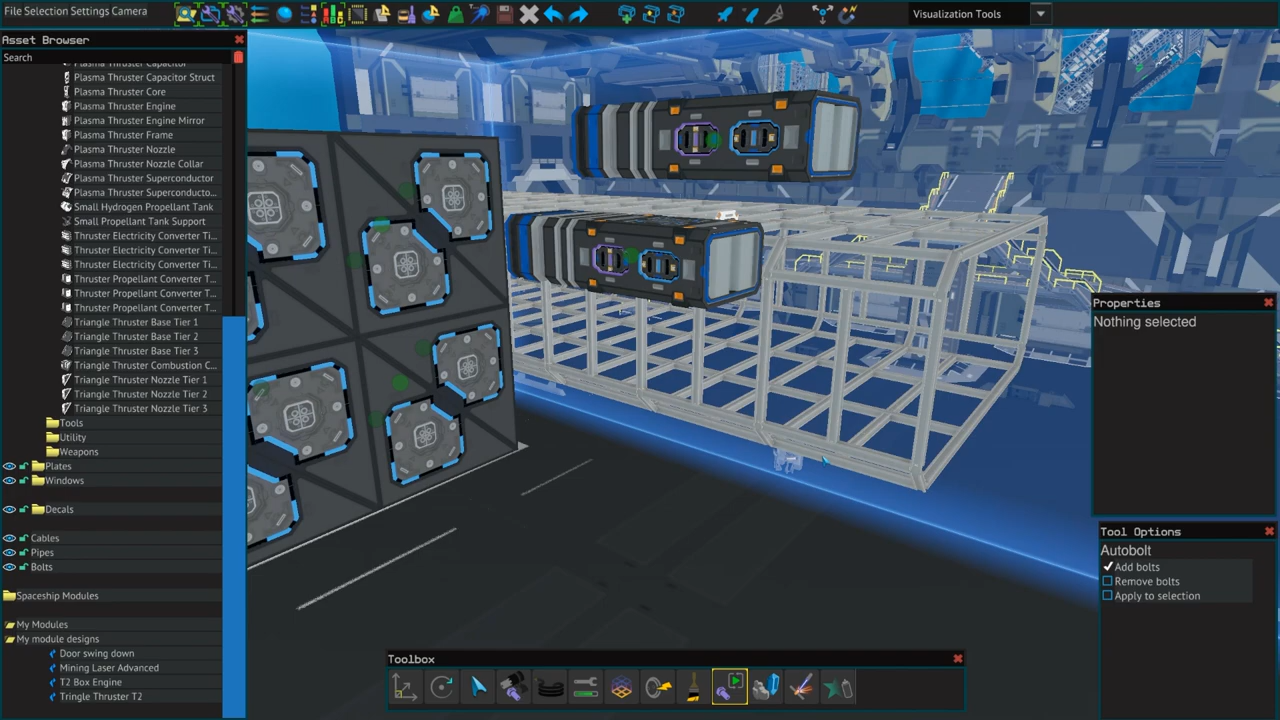 File Selection Settings Camera
Visualization Tools
Asset Browser
Search
Plasma Thruster Capacitor
Plasma Thruster Capacitor Struct
Plasma Thruster Core
Plasma Thruster Engine
Plasma Thruster Engine Mirror
Plasma Thruster Frame
Plasma Thruster Nozzle
Plasma Thruster Nozzle Collar
Plasma Thruster Superconductor
Plasma Thruster Superconducto...
Small Hydrogen Propellant Tank
Small Propellant Tank Support
Thruster Electricity Converter Ti...
Thruster Electricity Converter Ti...
Thruster Electricity Converter Ti...
Thruster Propellant Converter T...
Thruster Propellant Converter T...
Thruster Propellant Converter T...
Triangle Thruster Base Tier 1
Triangle Thruster Base Tier 2
Triangle Thruster Base Tier 3
Triangle Thruster Combustion C...
Triangle Thruster Nozzle Tier 1
Triangle Thruster Nozzle Tier 2
Triangle Thruster Nozzle Tier 3
Tools
Utility
Weapons
Plates
Windows
Decals
Cables
Pipes
Bolts
Spaceship Modules
My Modules
My module designs
Door swing down
Mining Laser Advanced
T2 Box Engine
Tringle Thruster T2
Properties
Nothing selected
Tool Options
Autobolt
Add bolts
Remove bolts
Apply to selection
Toolbox